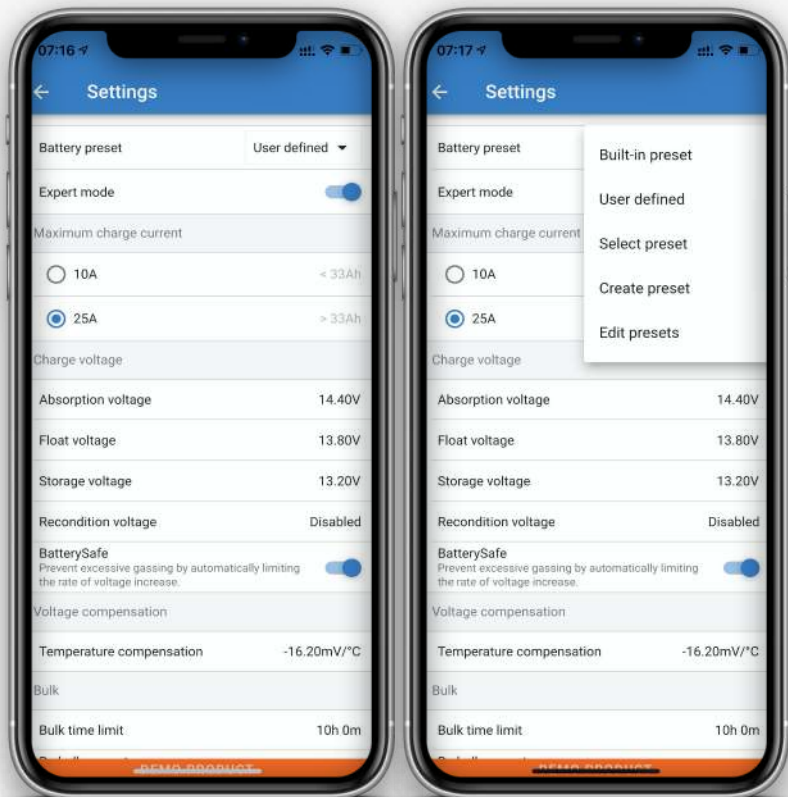 07:16
Settings
Battery preset
User defined
Expert mode
Maximum charge current
10A
< 33Ah
25A
> 33Ah
Charge voltage
Absorption voltage
14.40V
Float voltage
13.80V
Storage voltage
13.20V
Recondition voltage
Disabled
BatterySafe
Prevent excessive gassing by automatically limiting
the rate of voltage increase.
Voltage compensation
Temperature compensation
-16.20mV/°C
Bulk
Bulk time limit
10h 0m
DEMO PRODUCT
07:17
Settings
Battery preset
Built-in preset
User defined
Select preset
Create preset
Edit presets
Expert mode
Maximum charge current
10A
25A
Charge voltage
Absorption voltage
14.40V
Float voltage
13.80V
Storage voltage
13.20V
Recondition voltage
Disabled
BatterySafe
Prevent excessive gassing by automatically limiting
the rate of voltage increase.
Voltage compensation
Temperature compensation
-16.20mV/°C
Bulk
Bulk time limit
10h 0m
DEMO PRODUCT